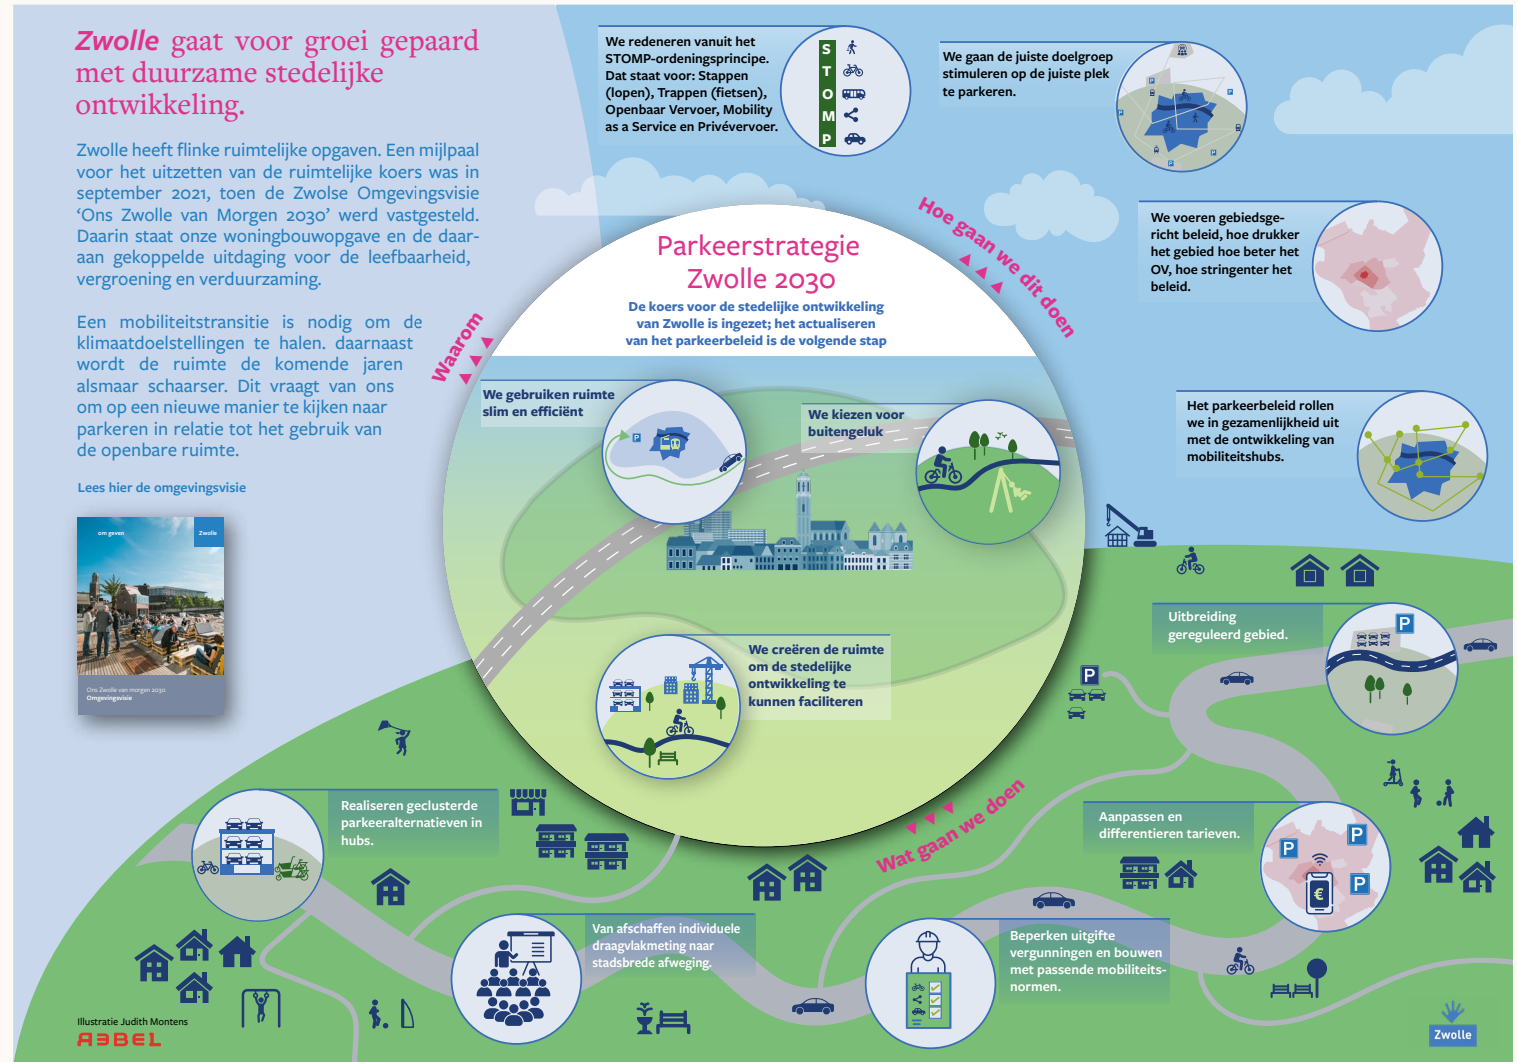 Zwolle gaat voor groei gepaard
met duurzame stedelijke
ontwikkeling.
Zwolle heeft flinke ruimtelijke opgaven. Een mijlpaal
voor het uitzetten van de ruimtelijke koers was in
september 2021, toen de Zwolse Omgevingsvisie
‘Ons Zwolle van Morgen 2030’ werd vastgesteld.
Daarin staat onze woningbouwopgave en de daar-
aan gekoppelde uitdaging voor de leefbaarheid,
vergroening en verduurzaming.
Een mobiliteitstransitie is nodig om de
klimaatdoelstellingen te halen. daarnaast
wordt de ruimte de komende jaren
alsmaar schaarser. Dit vraagt van ons
om op een nieuwe manier te kijken naar
parkeren in relatie tot het gebruik van
de openbare ruimte.
Lees hier de omgevingsvisie
om geven
Zwolle
Ons Zwolle van morgen 2030
Omgevingsvisie
We redeneren vanuit het
STOMP-ordeningsprincipe.
Dat staat voor: Stappen
(lopen), Trappen (fietsen),
Openbaar Vervoer, Mobility
as a Service en Privévervoer.
S
T
O
M
P
We gaan de juiste doelgroep
stimuleren op de juiste plek
te parkeren.
P
P
P
P
P
We voeren gebiedsge-
richt beleid, hoe drukker
het gebied hoe beter het
OV, hoe stringenter het
beleid.
Het parkeerbeleid rollen
we in gezamenlijkheid uit
met de ontwikkeling van
mobiliteitshubs.
Waarom
Hoe gaan we dit doen
Wat gaan we doen
Parkeerstrategie
Zwolle 2030
De koers voor de stedelijke ontwikkeling
van Zwolle is ingezet; het actualiseren
van het parkeerbeleid is de volgende stap
We gebruiken ruimte
slim en efficiënt
P
We kiezen voor
buitengeluk
We creëren de ruimte
om de stedelijke
ontwikkeling te
kunnen faciliteren
Uitbreiding
gereguleerd gebied.
P
P
Aanpassen en
differentiëren tarieven.
P
P
P
€
Realiseren geclusterde
parkeeralternatieven in
hubs.
Van afschaffen individuele
draagvlakmeting naar
stadsbrede afweging.
Beperken uitgifte
vergunningen en bouwen
met passende mobiliteits-
normen.
Illustratie Judith Montens
REBEL
Zwolle